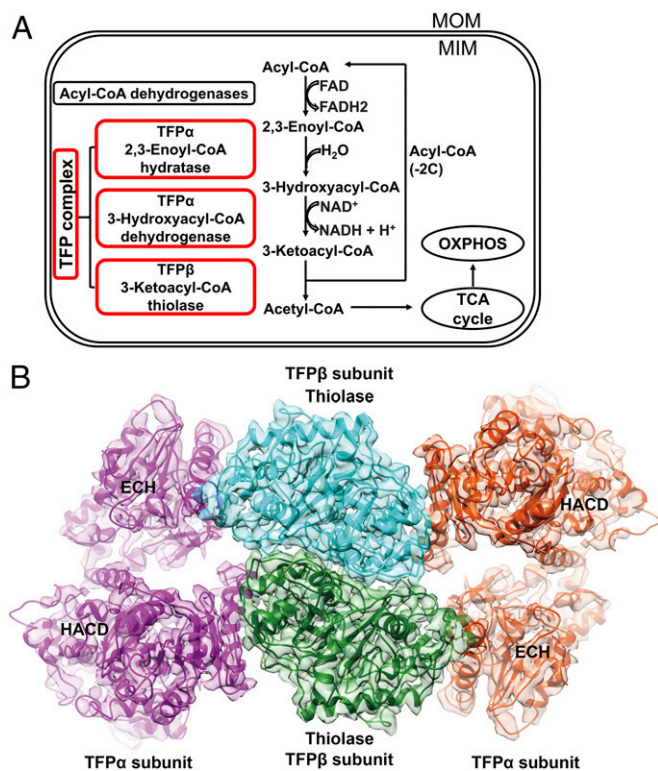 A
MOM
MIM
Acyl-CoA
Acyl-CoA dehydrogenases
FAD
FADH2
TFPα
2,3-Enoyl-CoA
hydratase
2,3-Enoyl-CoA
H₂O
Acyl-CoA
(-2C)
TFP complex
TFPα
3-Hydroxyacyl-CoA
dehydrogenase
3-Hydroxyacyl-CoA
NAD⁺
NADH + H⁺
TFPβ
3-Ketoacyl-CoA
thiolase
3-Ketoacyl-CoA
Acetyl-CoA
OXPHOS
TCA
cycle
B
TFPβ subunit
Thiolase
ECH
HACD
HACD
ECH
Thiolase
TFPα subunit
TFPβ subunit
TFPα subunit